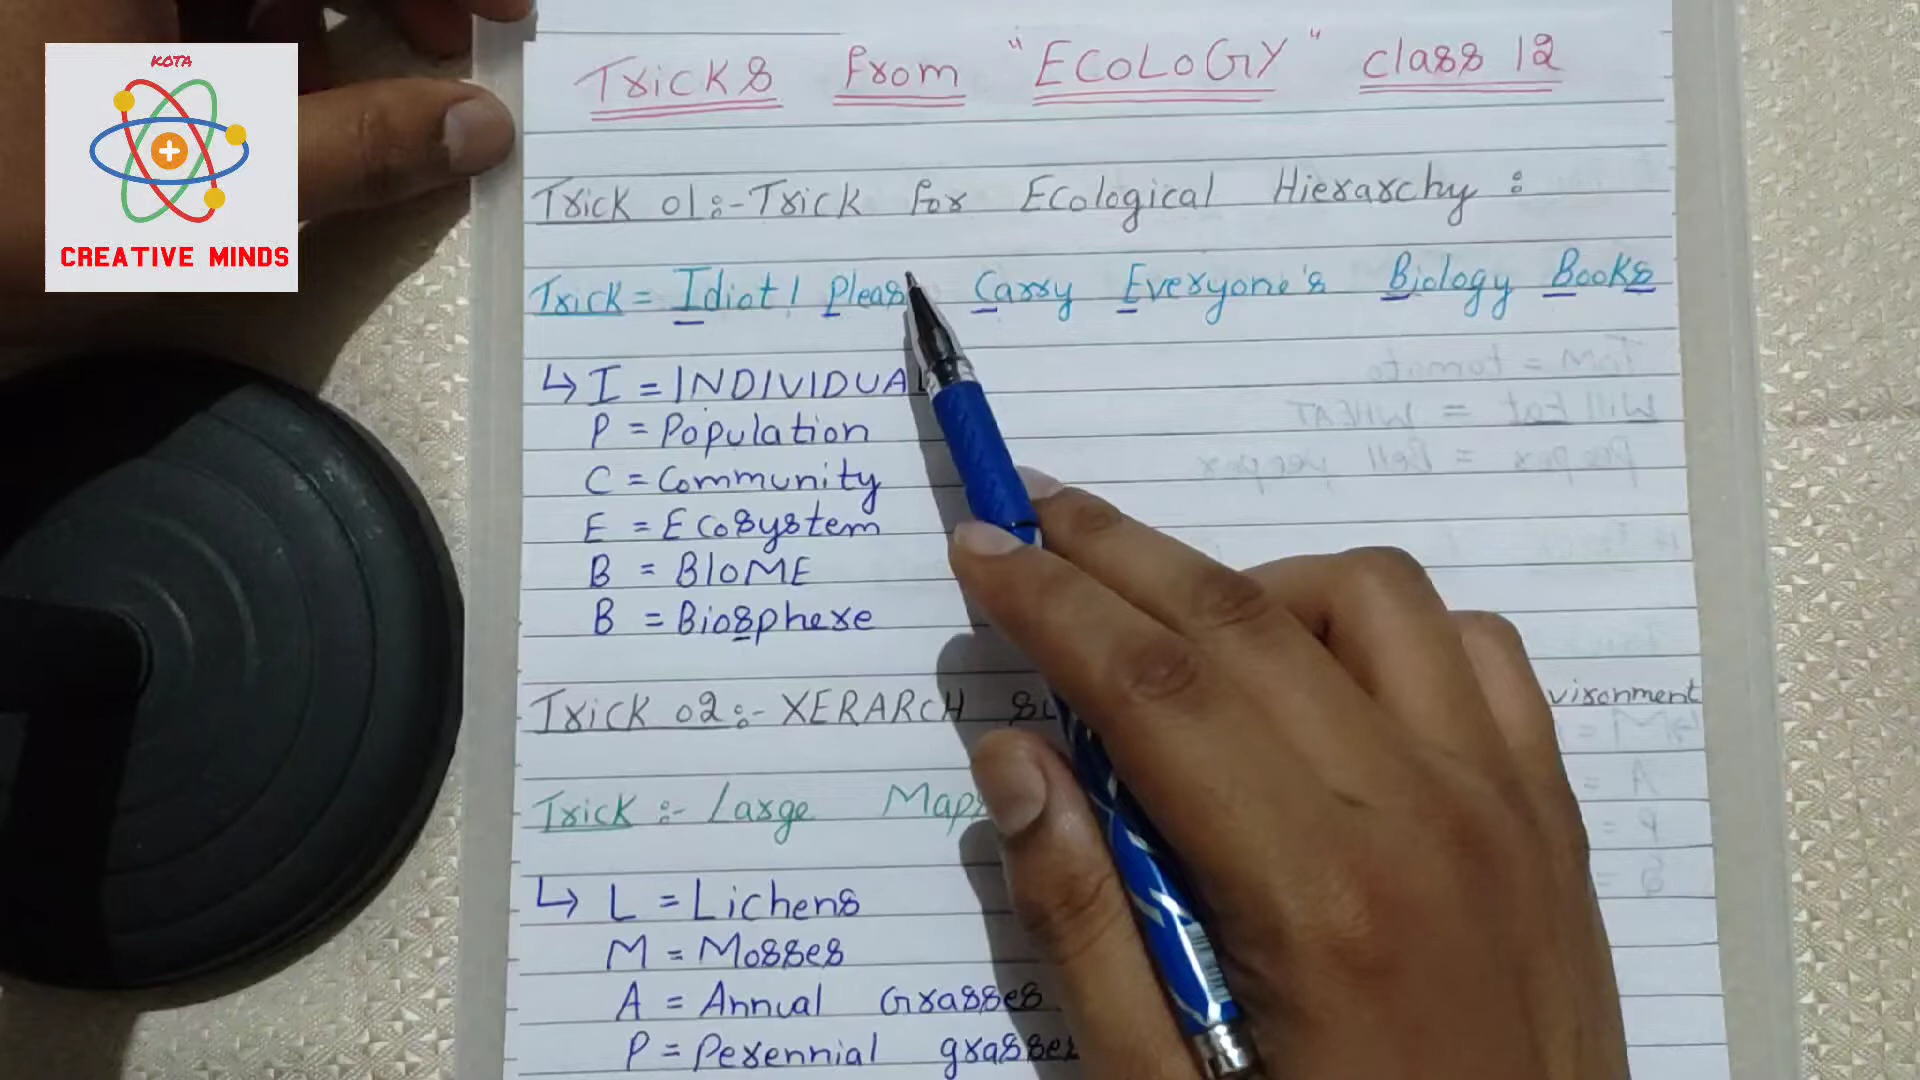 KOTA
CREATIVE MINDS
Tricks from "ECOLOGY" class 12
Trick 01:- Trick for Ecological Hierarchy :
Trick = Idiot! Please Carry Everyone's Biology Books
↳ I = INDIVIDUAL
P = Population
C = Community
E = Ecosystem
B = BIOME
B = Biosphere
Trick 02:- XERARCH
Trick :- Large Maps
↳ L = Lichens
M = Mosses
A = Annual Grasses
P = Perennial grasses